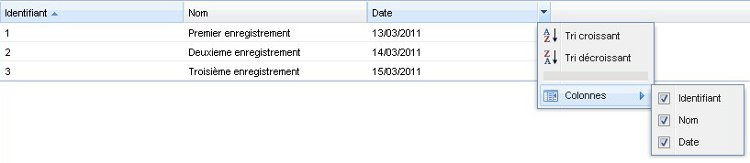 Identifiant Nom Date
1 Premier enregistrement 13/03/2011
2 Deuxieme enregistrement 14/03/2011
3 Troisième enregistrement 15/03/2011
Tri croissant
Tri décroissant
Colonnes
Identifiant
Nom
Date